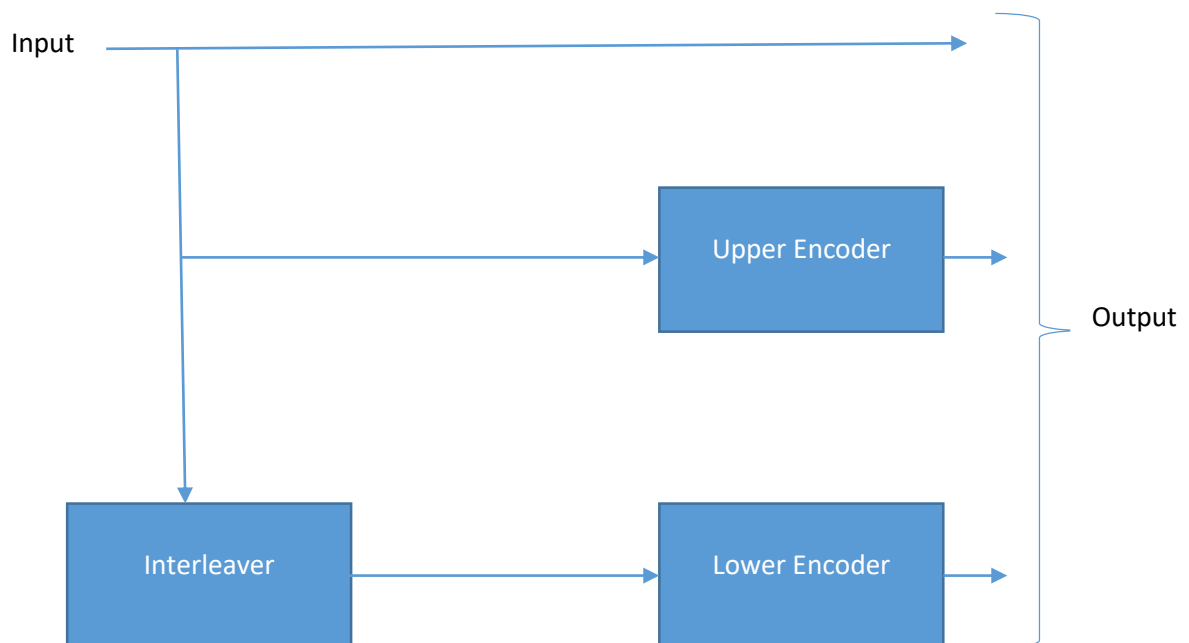 Input
Upper Encoder
Output
Interleaver
Lower Encoder